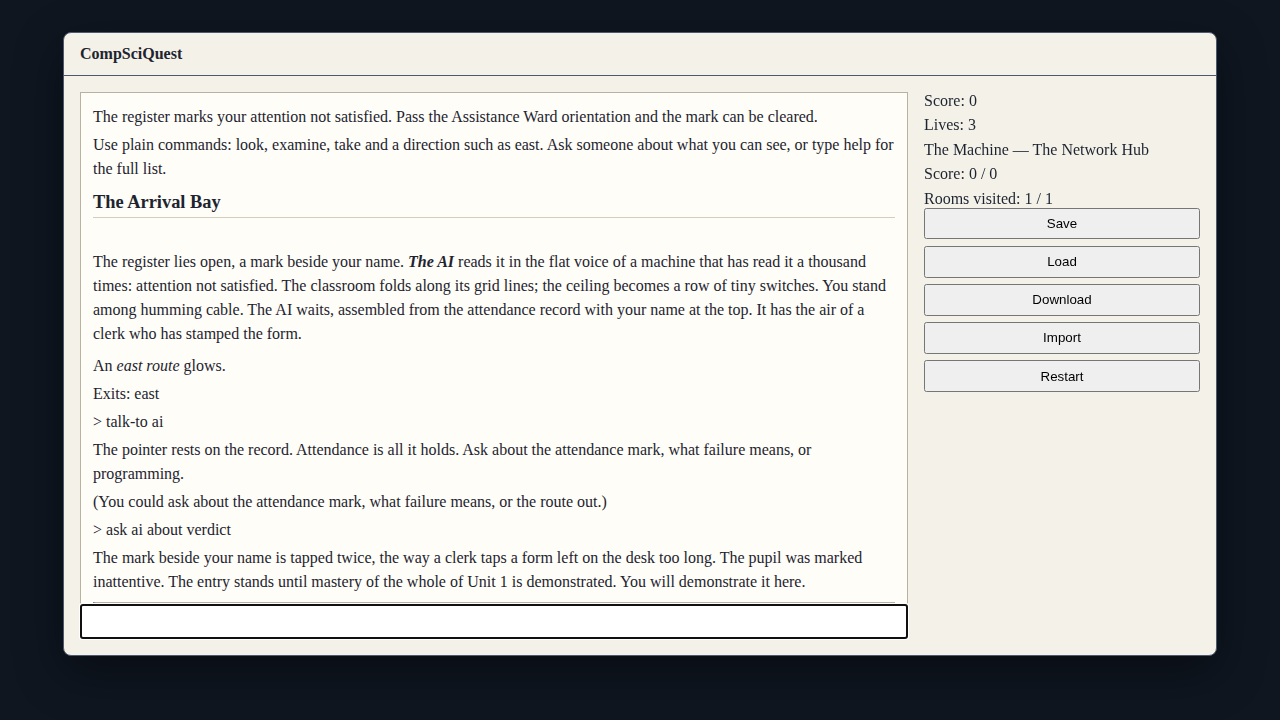 CompSciQuest
The register marks your attention not satisfied. Pass the Assistance Ward orientation and the mark can be cleared.
Use plain commands: look, examine, take and a direction such as east. Ask someone about what you can see, or type help for
the full list.
The Arrival Bay
The register lies open, a mark beside your name. The AI reads it in the flat voice of a machine that has read it a thousand
times: attention not satisfied. The classroom folds along its grid lines; the ceiling becomes a row of tiny switches. You stand
among humming cable. The AI waits, assembled from the attendance record with your name at the top. It has the air of a
clerk who has stamped the form.
An east route glows.
Exits: east
> talk-to ai
The pointer rests on the record. Attendance is all it holds. Ask about the attendance mark, what failure means, or
programming.
(You could ask about the attendance mark, what failure means, or the route out.)
> ask ai about verdict
The mark beside your name is tapped twice, the way a clerk taps a form left on the desk too long. The pupil was marked
inattentive. The entry stands until mastery of the whole of Unit 1 is demonstrated. You will demonstrate it here.
Score: 0
Lives: 3
The Machine — The Network Hub
Score: 0 / 0
Rooms visited: 1 / 1
Save
Load
Download
Import
Restart